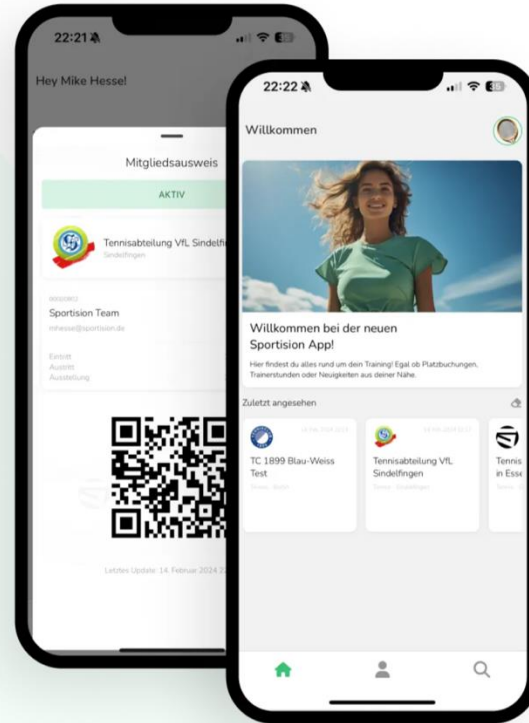 22:21
Hey Mike Hesse!
Mitgliedsausweis
AKTIV
Tennisabteilung VfL Sindelfi
Sindelfingen
Sportision Team
mhesse@sportision.de
Eintritt
Austritt
Ausstellung
Letztes Update: 14. Februar 2024 2
22:22
Willkommen
Willkommen bei der neuen
Sportision App!
Hier findest du alles rund um dein Training! Egal ob Platzbuchungen,
Trainerstunden oder Neuigkeiten aus deiner Nähe.
Zuletzt angesehen
TC 1899 Blau-Weiss
Test
Tennisabteilung VfL
Sindelfingen
Tennis
in Esse